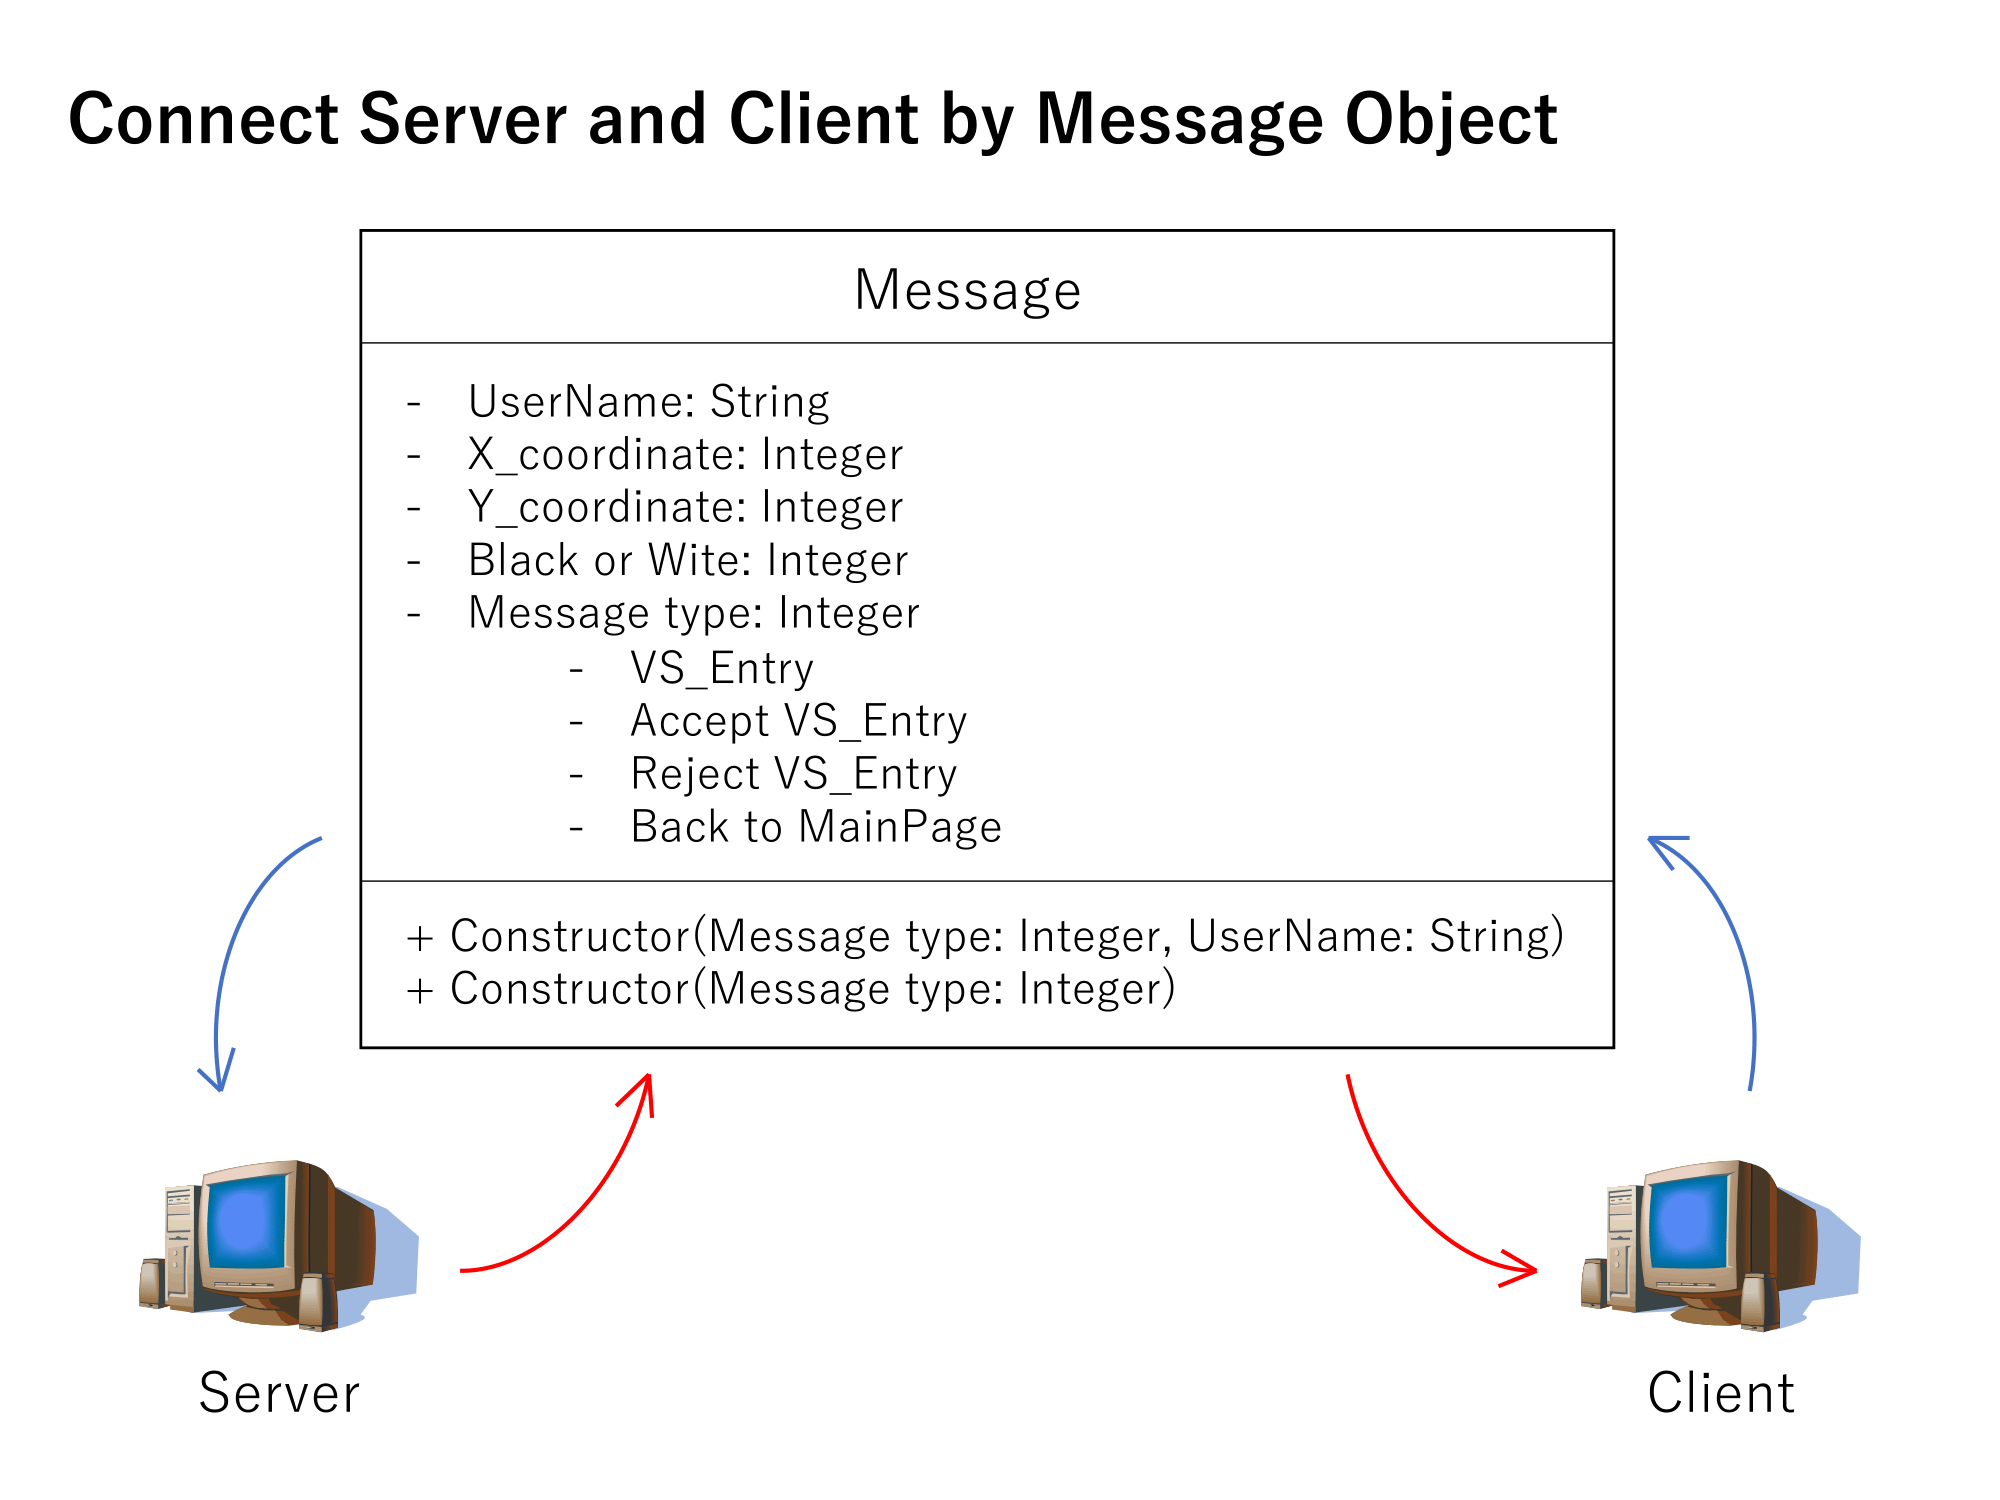 Connect Server and Client by Message Object
Message
- UserName: String
- X_coordinate: Integer
- Y_coordinate: Integer
- Black or Wite: Integer
- Message type: Integer
- VS_Entry
- Accept VS_Entry
- Reject VS_Entry
- Back to MainPage
+ Constructor(Message type: Integer, UserName: String)
+ Constructor(Message type: Integer)
Server
Client